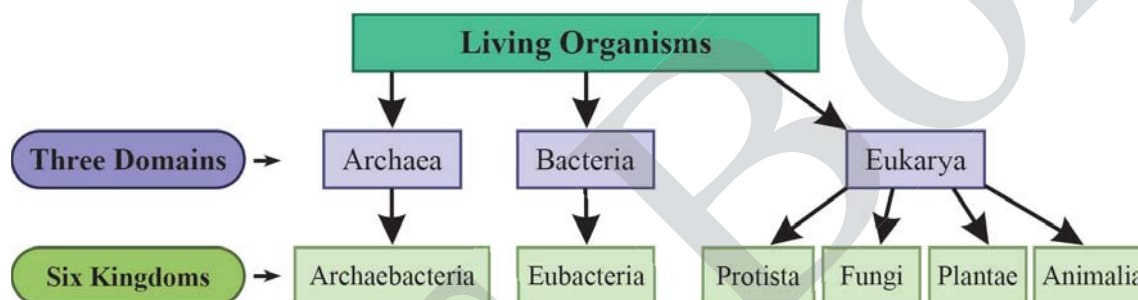 Living Organisms
Three Domains
Archaea
Bacteria
Eukarya
Six Kingdoms
Archaebacteria
Eubacteria
Protista
Fungi
Plantae
Animalia